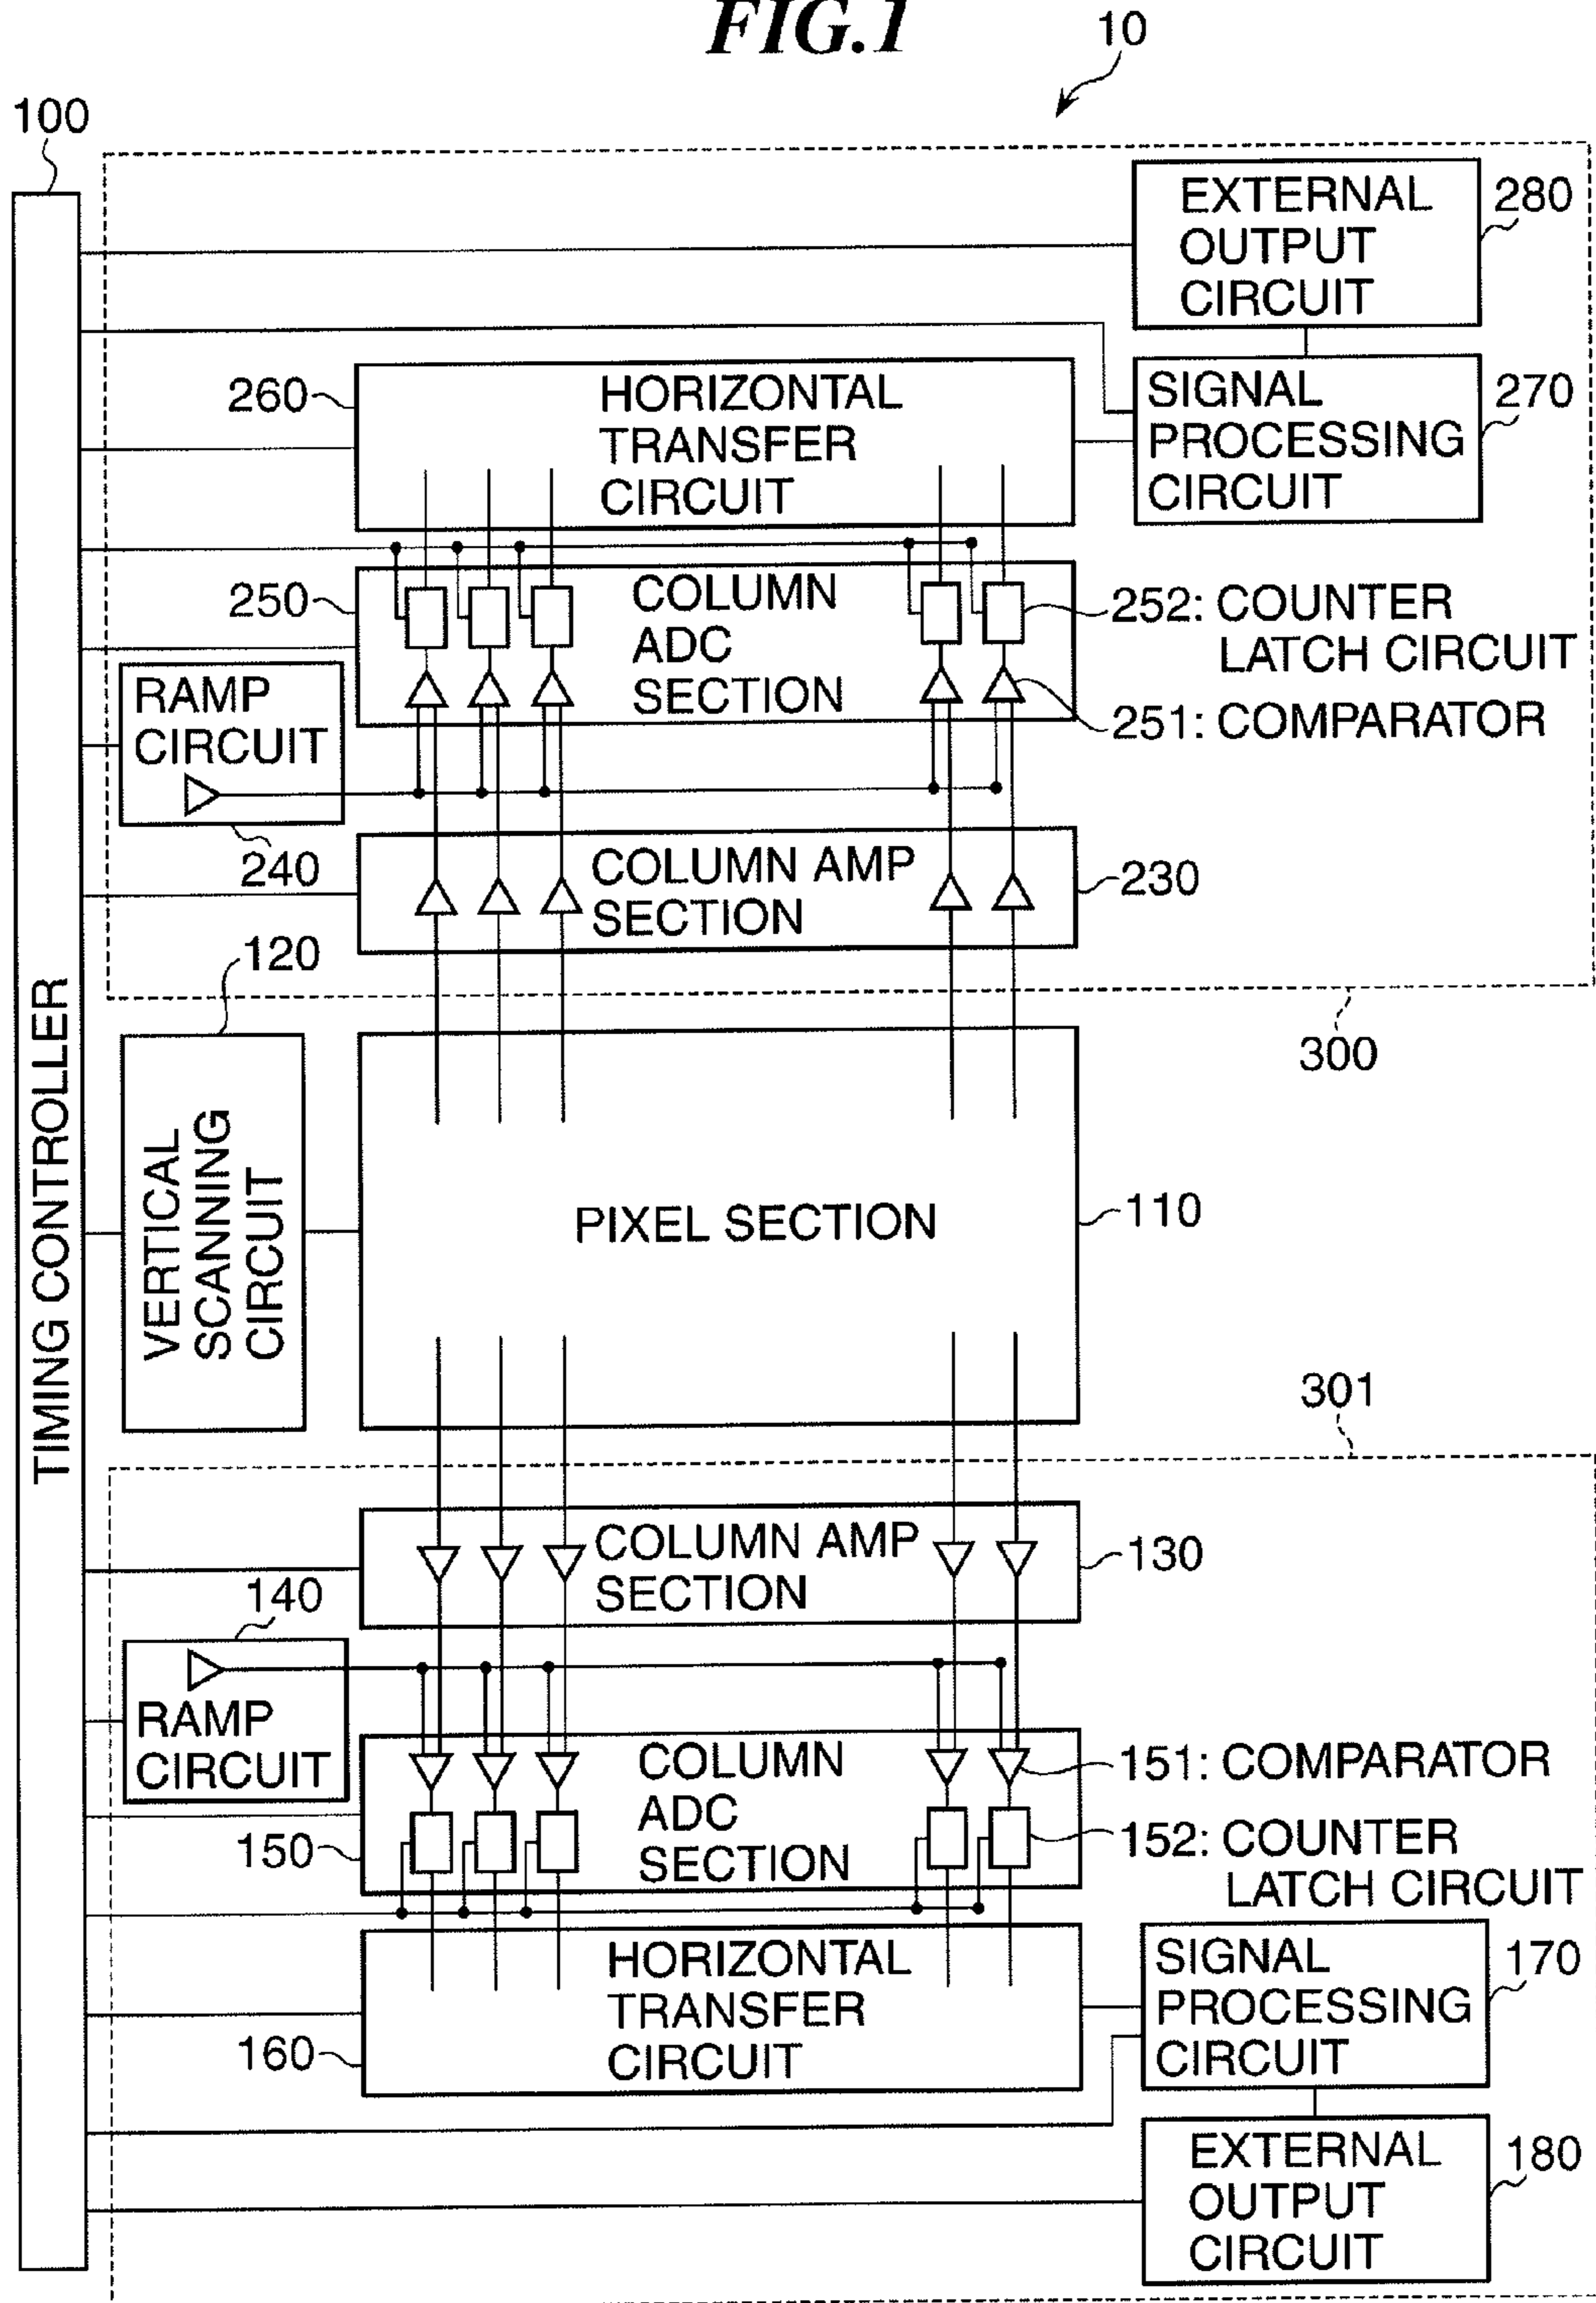 FIG.1
10
100
EXTERNAL
OUTPUT
CIRCUIT
280
260
HORIZONTAL
TRANSFER
CIRCUIT
SIGNAL
PROCESSING
CIRCUIT
270
250
COLUMN
ADC
SECTION
252: COUNTER
LATCH CIRCUIT
251: COMPARATOR
RAMP
CIRCUIT
240
COLUMN AMP
SECTION
230
120
300
TIMING CONTROLLER
VERTICAL
SCANNING
CIRCUIT
PIXEL SECTION
110
301
COLUMN AMP
SECTION
130
140
RAMP
CIRCUIT
COLUMN
ADC
SECTION
151: COMPARATOR
150
152: COUNTER
LATCH CIRCUIT
HORIZONTAL
TRANSFER
CIRCUIT
160
SIGNAL
PROCESSING
CIRCUIT
170
EXTERNAL
OUTPUT
CIRCUIT
180